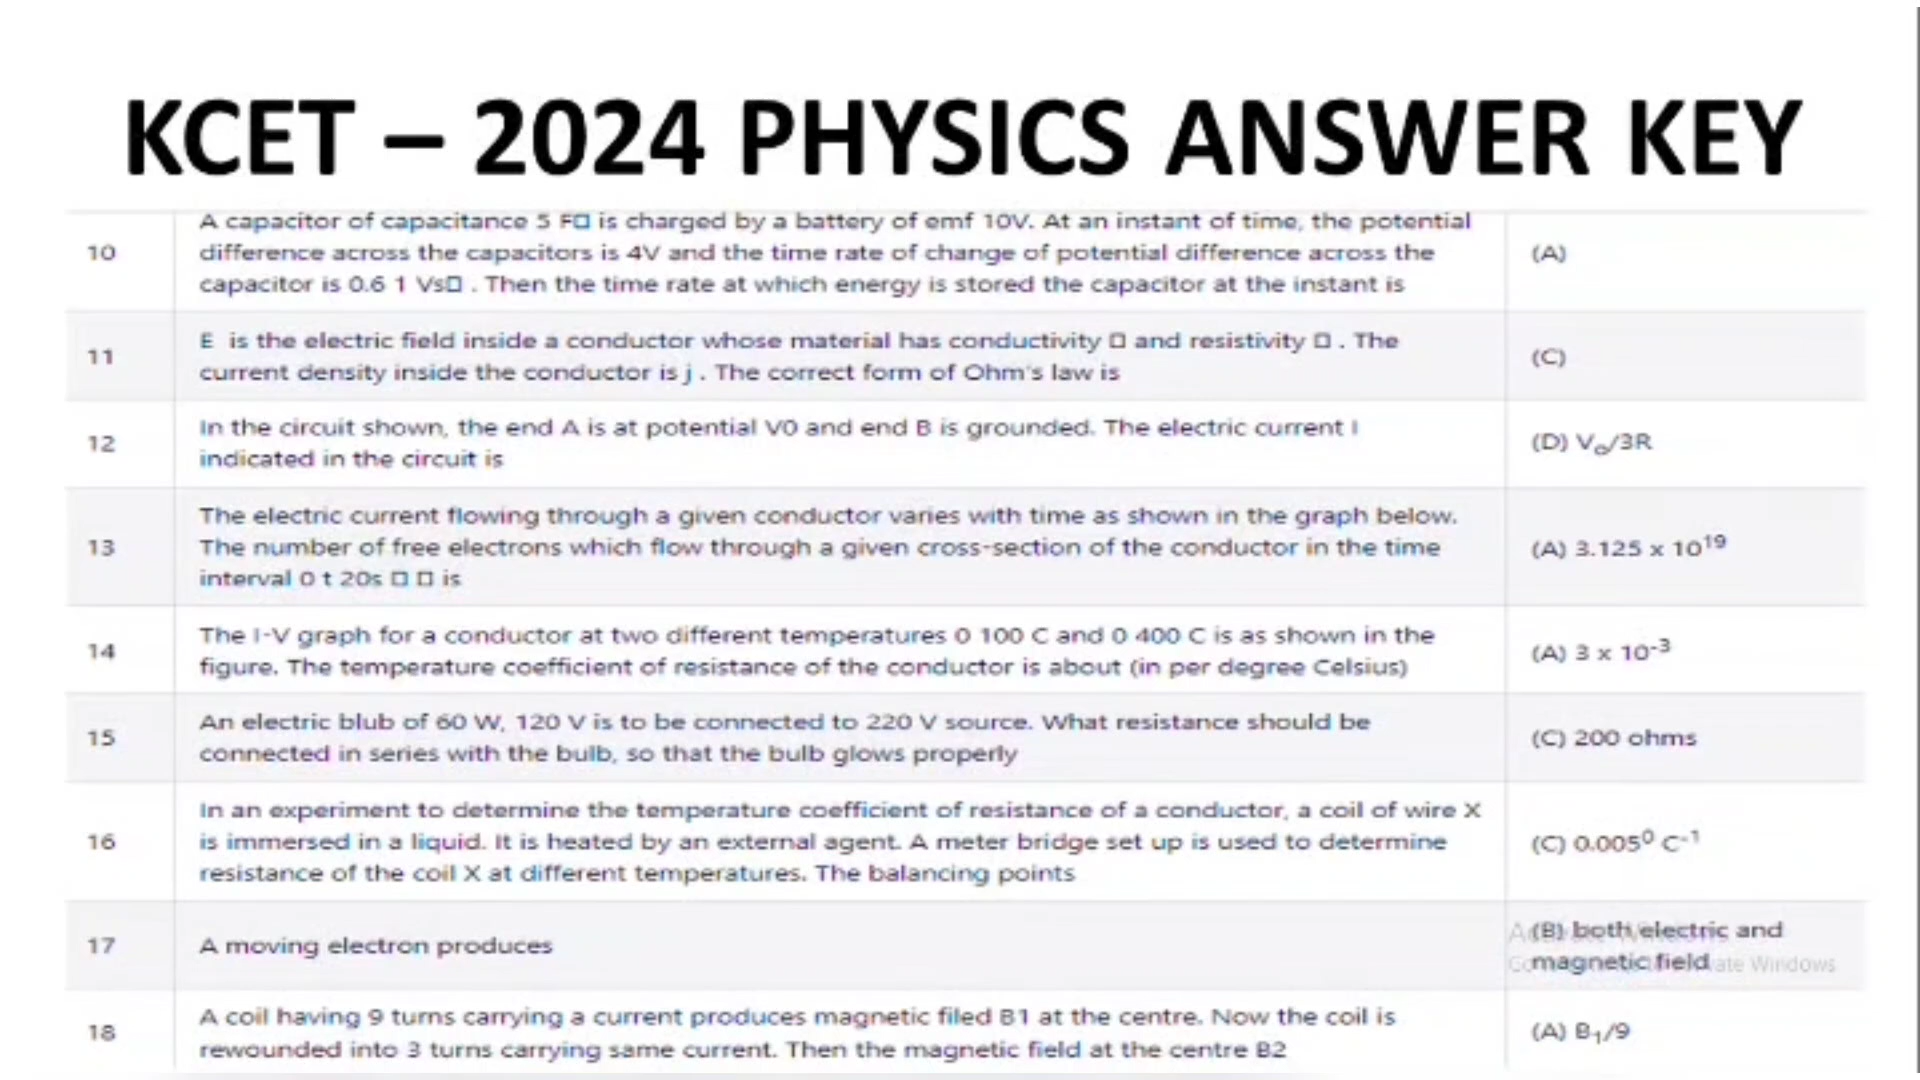 KCET – 2024 PHYSICS ANSWER KEY
A capacitor of capacitance 5 F□ is charged by a battery of emf 10V. At an instant of time, the potential
10 difference across the capacitors is 4V and the time rate of change of potential difference across the (A)
capacitor is 0.6 1 Vs□ . Then the time rate at which energy is stored the capacitor at the instant is
E is the electric field inside a conductor whose material has conductivity □ and resistivity □ . The
11 (C)
current density inside the conductor is j . The correct form of Ohm's law is
In the circuit shown, the end A is at potential V0 and end B is grounded. The electric current I
12 (D) Vₒ/3R
indicated in the circuit is
The electric current flowing through a given conductor varies with time as shown in the graph below.
13 The number of free electrons which flow through a given cross-section of the conductor in the time (A) 3.125 x 10¹⁹
interval 0 t 20s □ □ is
The I-V graph for a conductor at two different temperatures 0 100 C and 0 400 C is as shown in the
14 (A) 3 x 10⁻³
figure. The temperature coefficient of resistance of the conductor is about (in per degree Celsius)
An electric blub of 60 W, 120 V is to be connected to 220 V source. What resistance should be
15 (C) 200 ohms
connected in series with the bulb, so that the bulb glows properly
In an experiment to determine the temperature coefficient of resistance of a conductor, a coil of wire X
16 is immersed in a liquid. It is heated by an external agent. A meter bridge set up is used to determine (C) 0.005⁰ C⁻¹
resistance of the coil X at different temperatures. The balancing points
17 A moving electron produces (B) both electric and
magnetic field
A coil having 9 turns carrying a current produces magnetic filed B1 at the centre. Now the coil is
18 (A) B₁/9
rewounded into 3 turns carrying same current. Then the magnetic field at the centre B2
Windows